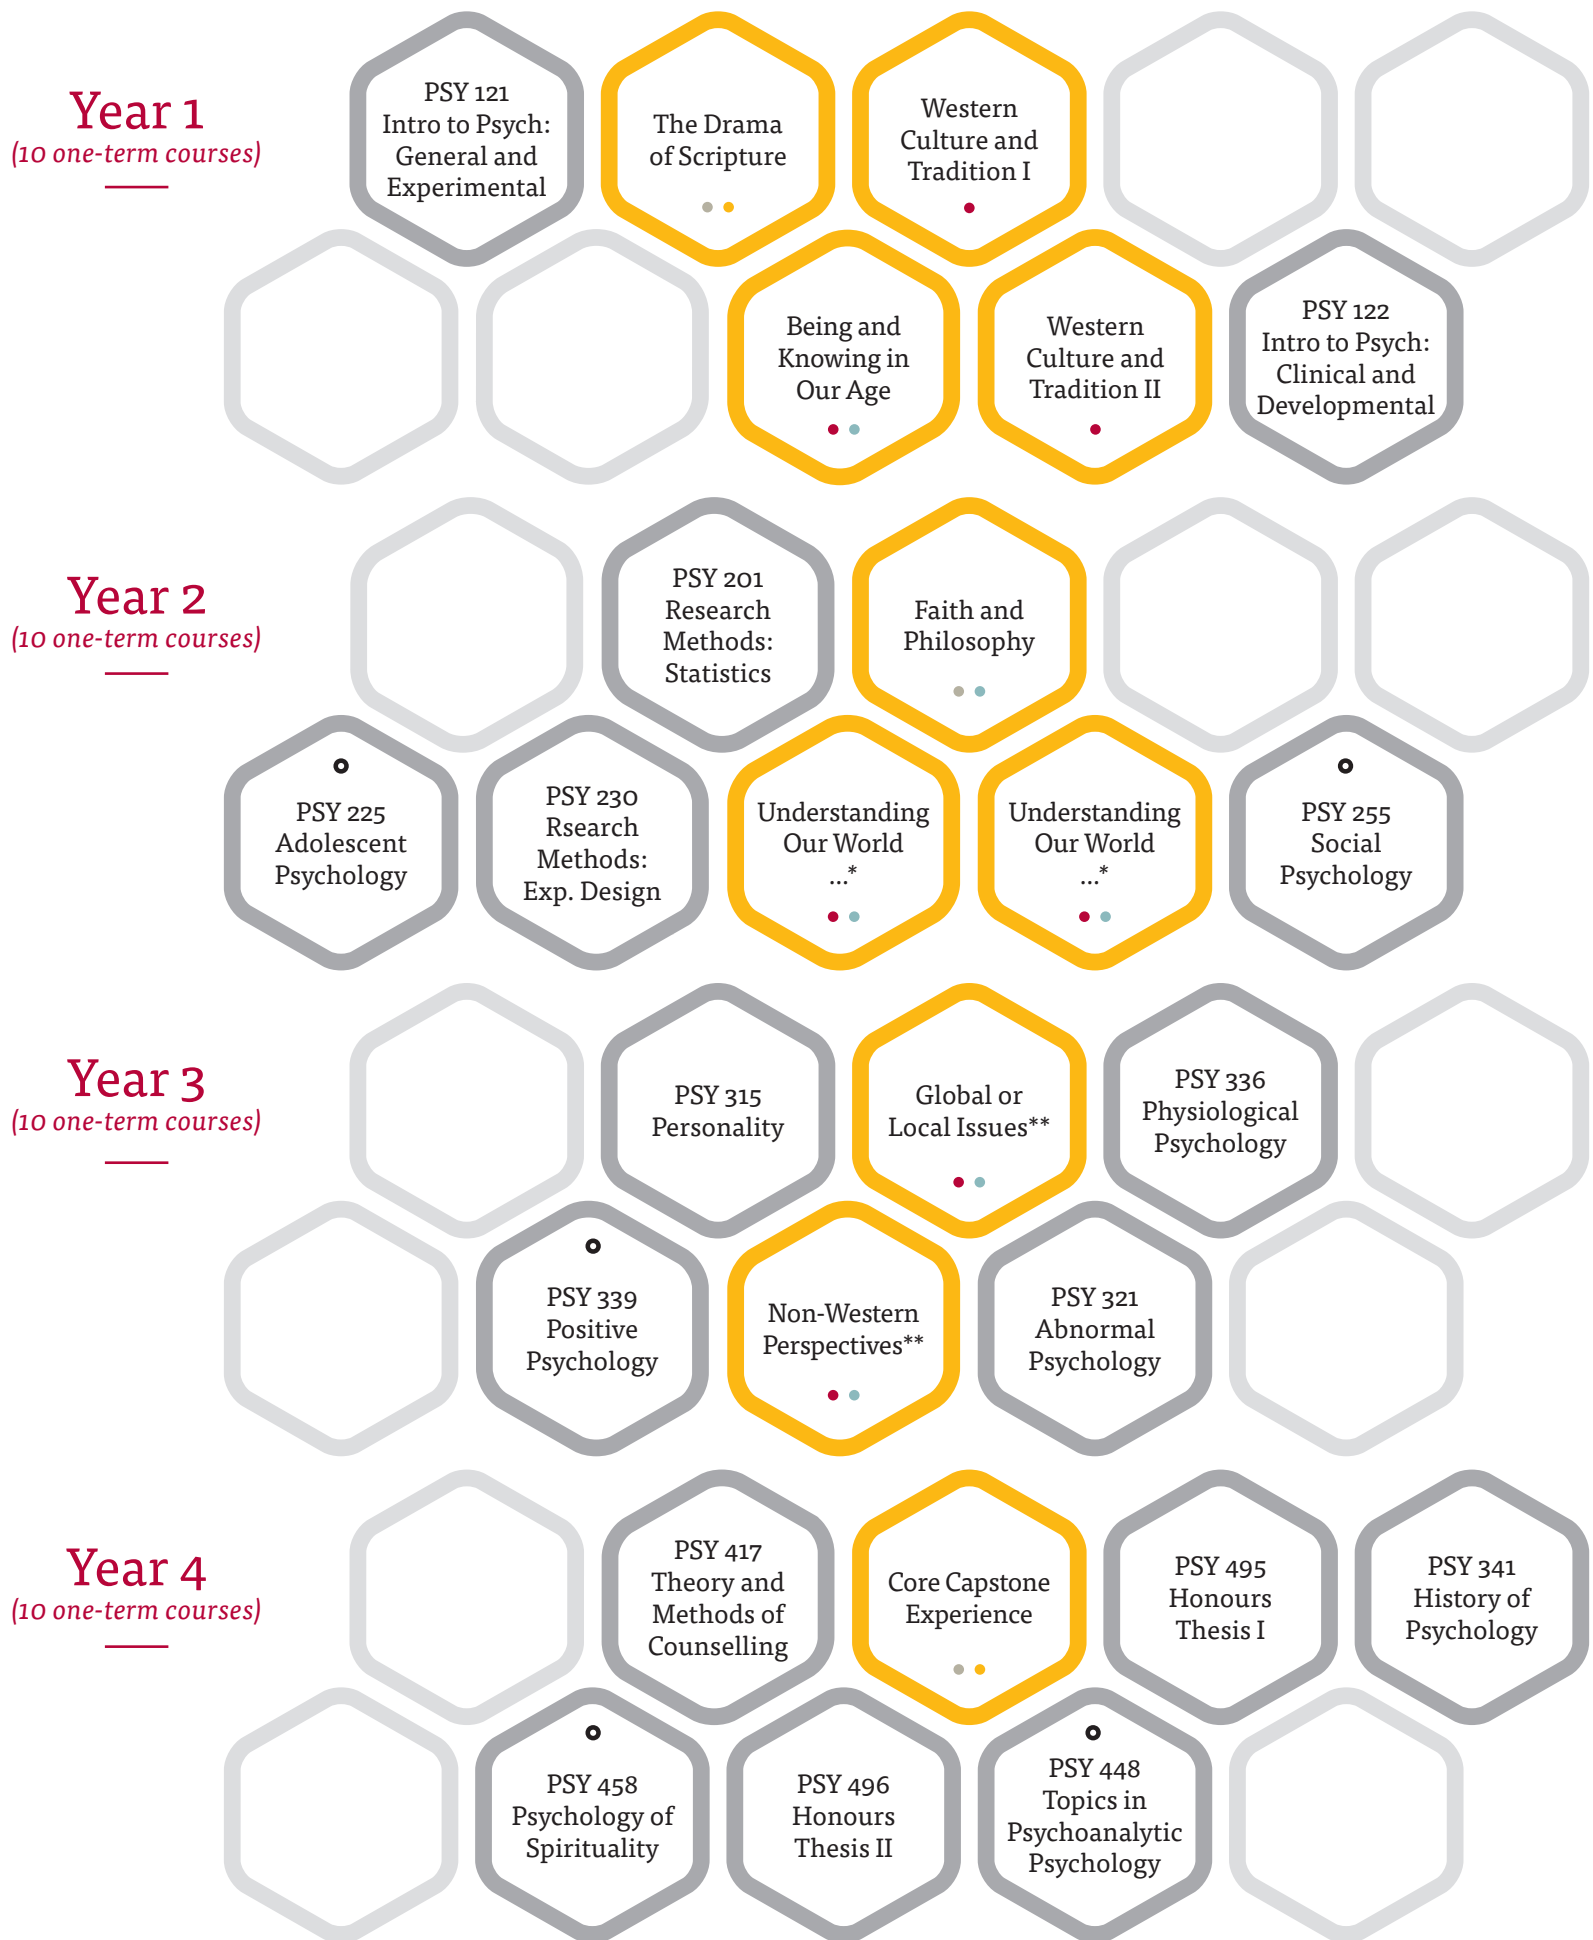 Year 1
(10 one-term courses)
PSY 121
Intro to Psych:
General and
Experimental
The Drama
of Scripture
Western
Culture and
Tradition I
Being and
Knowing in
Our Age
Western
Culture and
Tradition II
PSY 122
Intro to Psych:
Clinical and
Developmental
Year 2
(10 one-term courses)
PSY 201
Research
Methods:
Statistics
Faith and
Philosophy
PSY 225
Adolescent
Psychology
PSY 230
Rsearch
Methods:
Exp. Design
Understanding
Our World
...*
Understanding
Our World
...*
PSY 255
Social
Psychology
Year 3
(10 one-term courses)
PSY 315
Personality
Global or
Local Issues**
PSY 336
Physiological
Psychology
PSY 339
Positive
Psychology
Non-Western
Perspectives**
PSY 321
Abnormal
Psychology
Year 4
(10 one-term courses)
PSY 417
Theory and
Methods of
Counselling
Core Capstone
Experience
PSY 495
Honours
Thesis I
PSY 341
History of
Psychology
PSY 458
Psychology of
Spirituality
PSY 496
Honours
Thesis II
PSY 448
Topics in
Psychoanalytic
Psychology